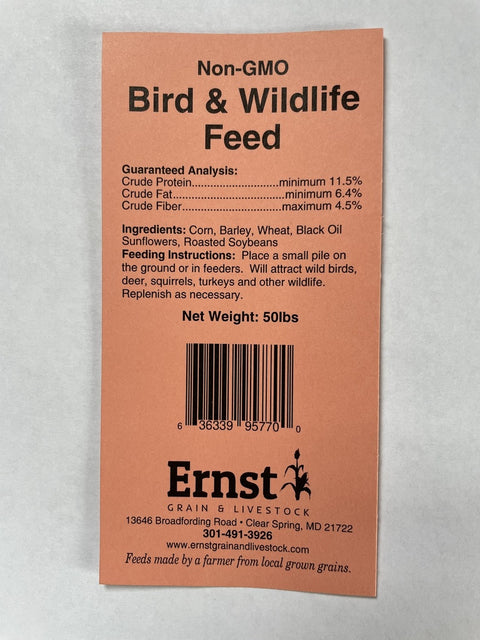 Non-GMO
Bird & Wildlife
Feed
Guaranteed Analysis:
Crude Protein............................minimum 11.5%
Crude Fat....................................minimum 6.4%
Crude Fiber................................maximum 4.5%
Ingredients: Corn, Barley, Wheat, Black Oil
Sunflowers, Roasted Soybeans
Feeding Instructions: Place a small pile on
the ground or in feeders. Will attract wild birds,
deer, squirrels, turkeys and other wildlife.
Replenish as necessary.
Net Weight: 50lbs
6 36339 95770 0
Ernst
GRAIN & LIVESTOCK
13646 Broadfording Road • Clear Spring, MD 21722
301-491-3926
www.ernstgrainandlivestock.com
Feeds made by a farmer from local grown grains.